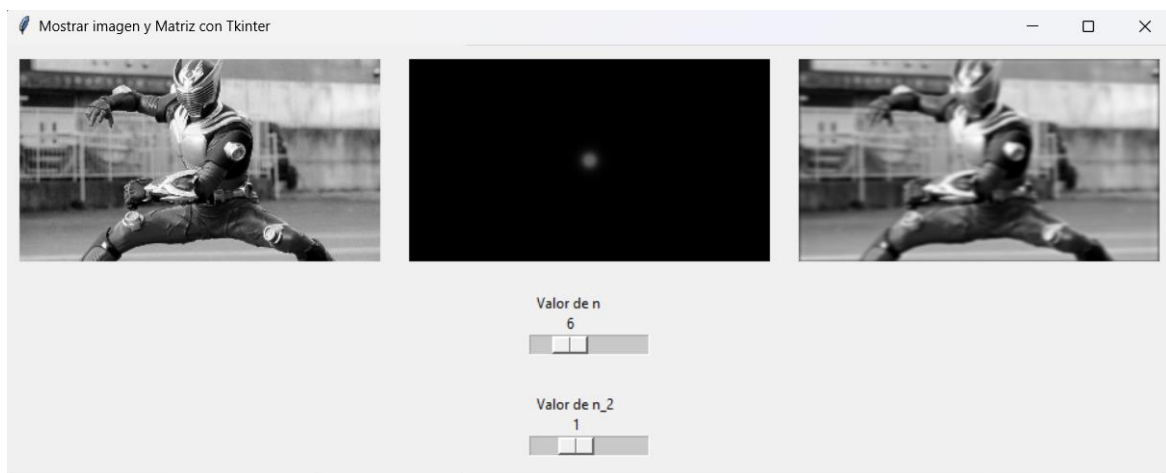 Mostrar imagen y Matriz con Tkinter
Valor de n
6
Valor de n_2
1